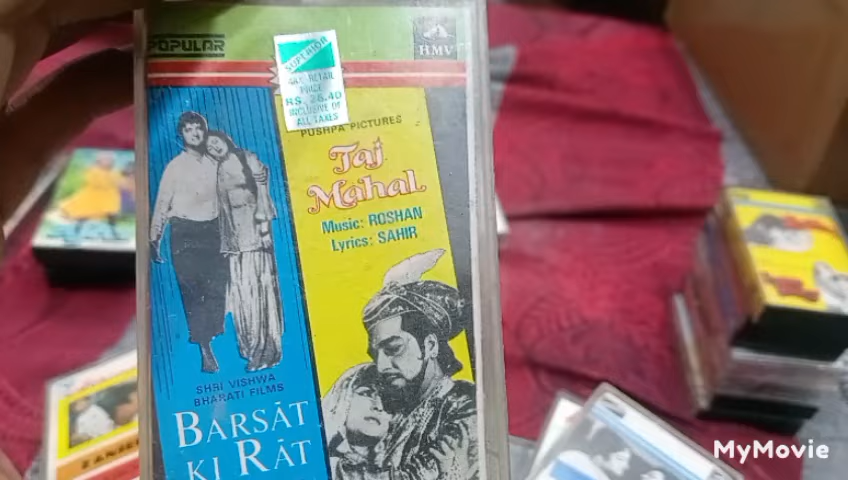 POPULAR
HMV
SUPERIOR
MAX. RETAIL
PRICE
RS. 26.40
INCLUSIVE OF
ALL TAXES
PUSHPA PICTURES
Taj
Mahal
Music: ROSHAN
Lyrics: SAHIR
SHRI VISHWA
BHARATI FILMS
BARSĀT
KI RĀT
MyMovie